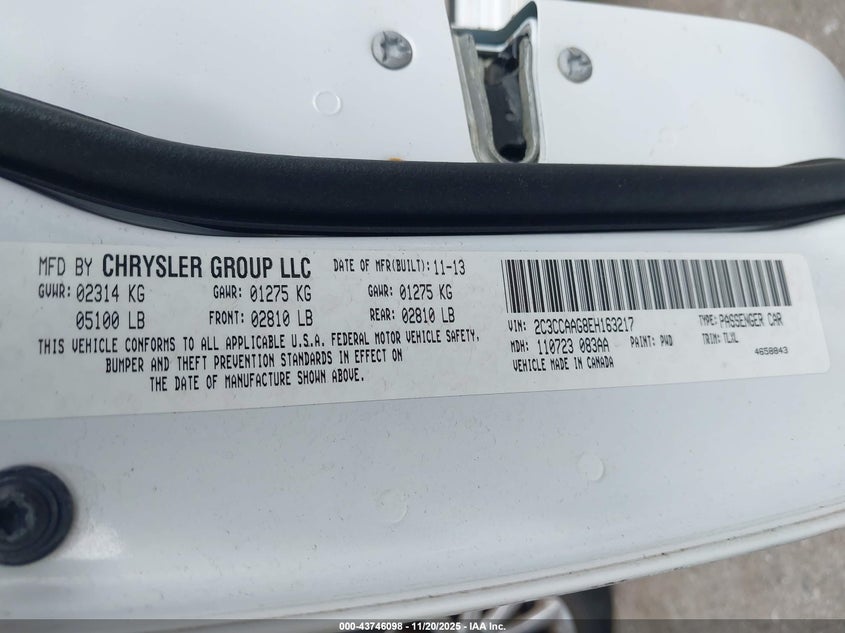 MFD BY CHRYSLER GROUP LLC DATE OF MFR(BUILT): 11-13
GVWR: 02314 KG GAWR: 01275 KG GAWR: 01275 KG
05100 LB FRONT: 02810 LB REAR: 02810 LB
THIS VEHICLE CONFORMS TO ALL APPLICABLE U.S.A. FEDERAL MOTOR VEHICLE SAFETY,
BUMPER AND THEFT PREVENTION STANDARDS IN EFFECT ON
THE DATE OF MANUFACTURE SHOWN ABOVE.
VIN: 2C3CCAAG8EH163217 TYPE: PASSENGER CAR
MDH: 110723 083AA PAINT: PWD TRIM: TLXL
VEHICLE MADE IN CANADA 4658843
000-43746098 - 11/20/2025 - IAA Inc.